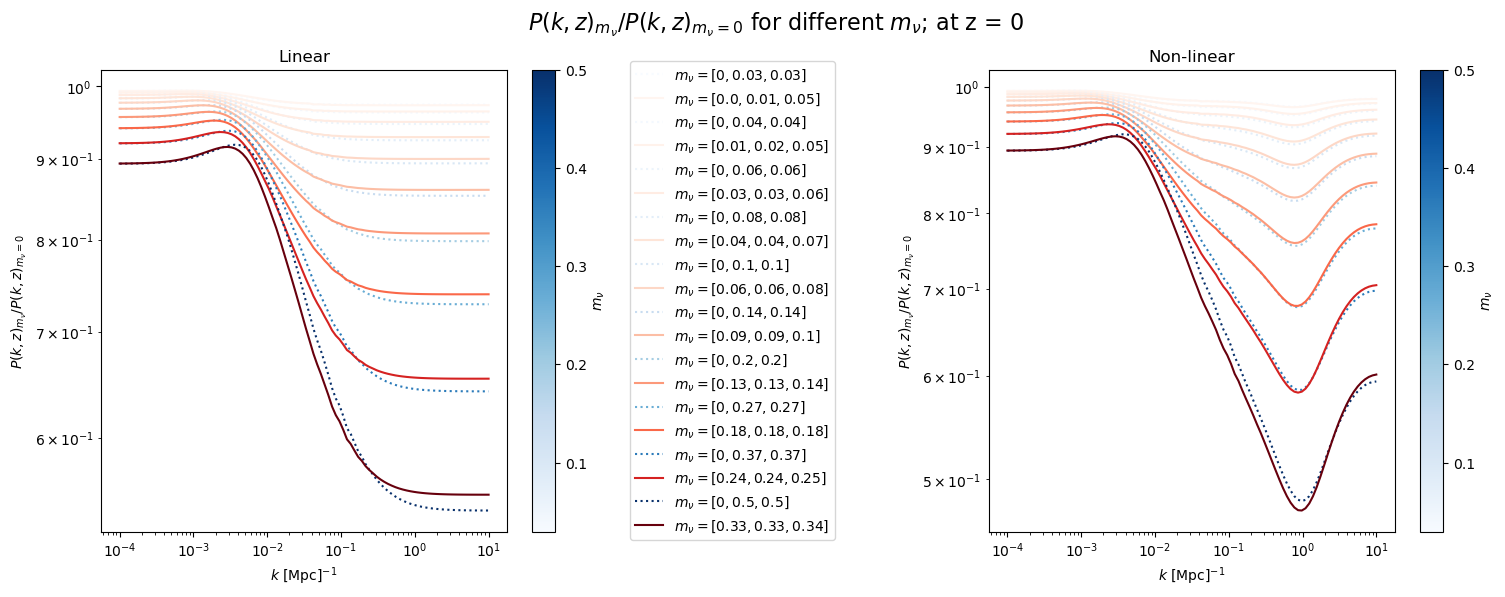 P(k, z)_{m_ν}/P(k, z)_{m_ν=0} for different m_ν; at z = 0
Linear
10^0
9 × 10^{-1}
8 × 10^{-1}
7 × 10^{-1}
6 × 10^{-1}
P(k, z)_{m_ν}/P(k, z)_{m_ν=0}
10^{-4} 10^{-3} 10^{-2} 10^{-1} 10^0 10^1
k [Mpc]^{-1}
0.5
0.4
0.3
0.2
0.1
m_ν
m_ν = [0, 0.03, 0.03]
m_ν = [0.0, 0.01, 0.05]
m_ν = [0, 0.04, 0.04]
m_ν = [0.01, 0.02, 0.05]
m_ν = [0, 0.06, 0.06]
m_ν = [0.03, 0.03, 0.06]
m_ν = [0, 0.08, 0.08]
m_ν = [0.04, 0.04, 0.07]
m_ν = [0, 0.1, 0.1]
m_ν = [0.06, 0.06, 0.08]
m_ν = [0, 0.14, 0.14]
m_ν = [0.09, 0.09, 0.1]
m_ν = [0, 0.2, 0.2]
m_ν = [0.13, 0.13, 0.14]
m_ν = [0, 0.27, 0.27]
m_ν = [0.18, 0.18, 0.18]
m_ν = [0, 0.37, 0.37]
m_ν = [0.24, 0.24, 0.25]
m_ν = [0, 0.5, 0.5]
m_ν = [0.33, 0.33, 0.34]
Non-linear
10^0
9 × 10^{-1}
8 × 10^{-1}
7 × 10^{-1}
6 × 10^{-1}
5 × 10^{-1}
P(k, z)_{m_ν}/P(k, z)_{m_ν=0}
10^{-4} 10^{-3} 10^{-2} 10^{-1} 10^0 10^1
k [Mpc]^{-1}
0.5
0.4
0.3
0.2
0.1
m_ν